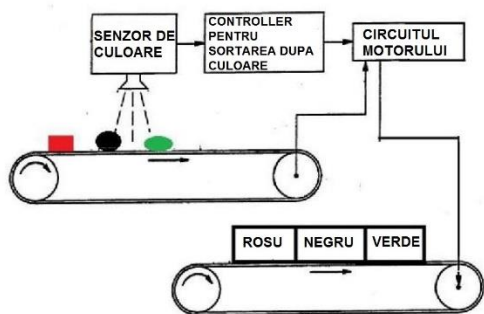 SENZOR DE
CULOARE
CONTROLLER
PENTRU
SORTAREA DUPA
CULOARE
CIRCUITUL
MOTORULUI
ROSU
NEGRU
VERDE